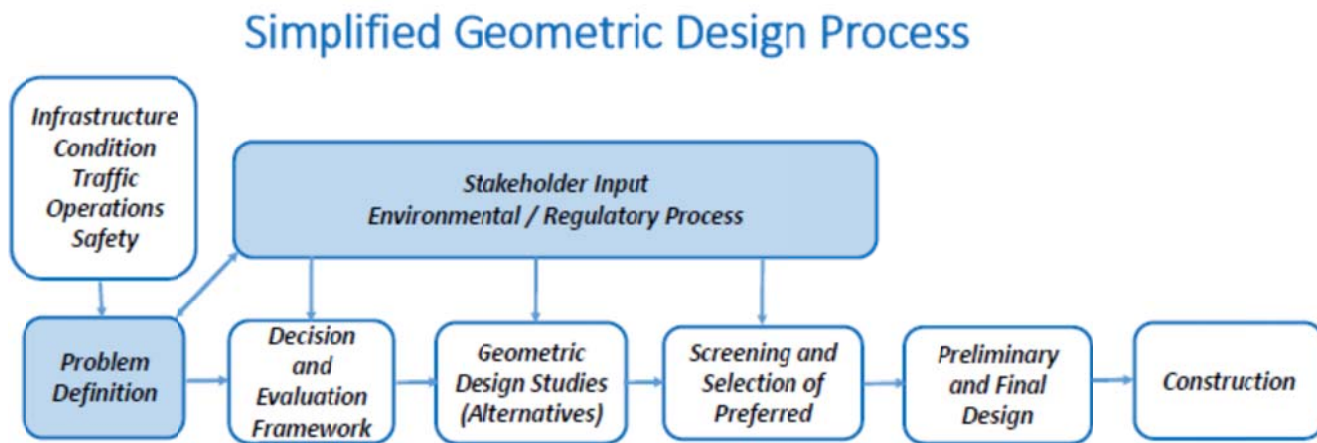 Simplified Geometric Design Process
Infrastructure
Condition
Traffic
Operations
Safety
Stakeholder Input
Environmental / Regulatory Process
Problem
Definition
Decision
and
Evaluation
Framework
Geometric
Design Studies
(Alternatives)
Screening and
Selection of
Preferred
Preliminary
and Final
Design
Construction